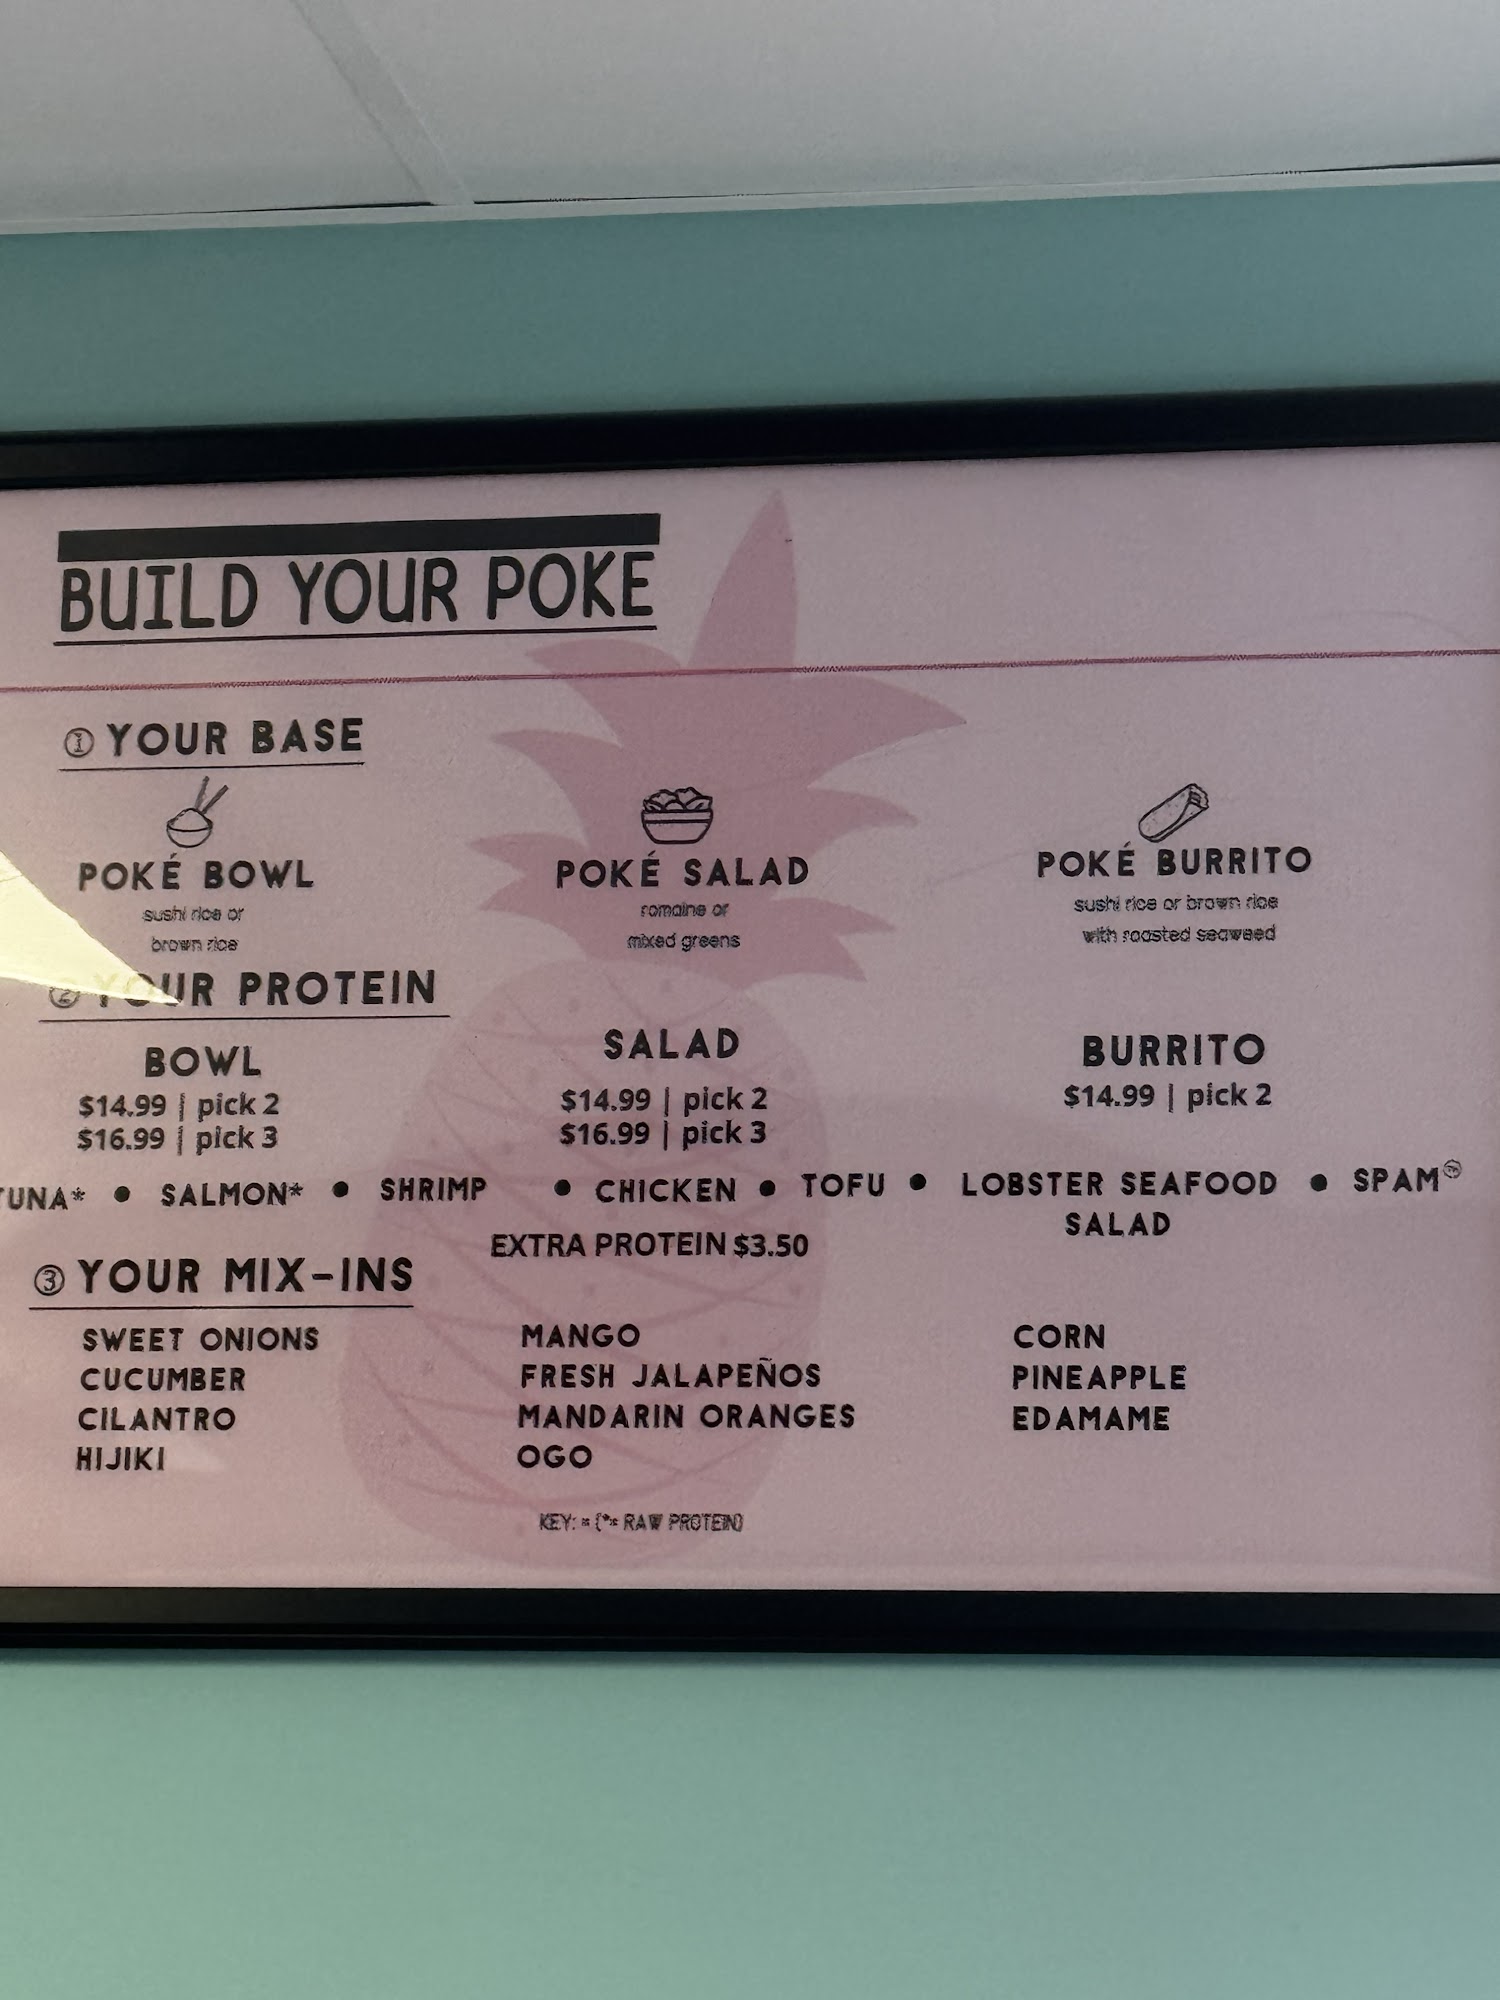 BUILD YOUR POKE
① YOUR BASE
POKÉ BOWL
sushi rice or
brown rice
POKÉ SALAD
romaine or
mixed greens
POKÉ BURRITO
sushi rice or brown rice
with roasted seaweed
② YOUR PROTEIN
BOWL
$14.99 | pick 2
$16.99 | pick 3
SALAD
$14.99 | pick 2
$16.99 | pick 3
BURRITO
$14.99 | pick 2
TUNA* • SALMON* • SHRIMP • CHICKEN • TOFU • LOBSTER SEAFOOD • SPAM
SALAD
EXTRA PROTEIN $3.50
③ YOUR MIX-INS
SWEET ONIONS
CUCUMBER
CILANTRO
HIJIKI
MANGO
FRESH JALAPEÑOS
MANDARIN ORANGES
OGO
CORN
PINEAPPLE
EDAMAME
KEY: = (*= RAW PROTEIN)